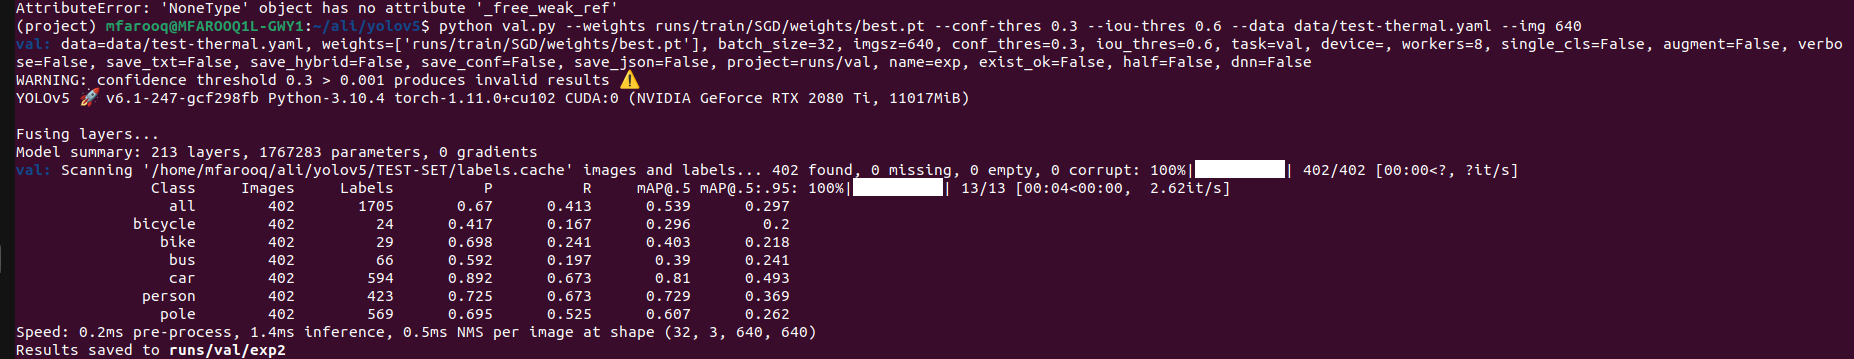 AttributeError: 'NoneType' object has no attribute '_free_weak_ref'
(project) mfarooq@MFAROOQ1L-GWY1:~/ali/yolov5$ python val.py --weights runs/train/SGD/weights/best.pt --conf-thres 0.3 --iou-thres 0.6 --data data/test-thermal.yaml --img 640
val: data=data/test-thermal.yaml, weights=['runs/train/SGD/weights/best.pt'], batch_size=32, imgsz=640, conf_thres=0.3, iou_thres=0.6, task=val, device=, workers=8, single_cls=False, augment=False, verbo
se=False, save_txt=False, save_hybrid=False, save_conf=False, save_json=False, project=runs/val, name=exp, exist_ok=False, half=False, dnn=False
WARNING: confidence threshold 0.3 > 0.001 produces invalid results ⚠️
YOLOv5 🚀 v6.1-247-gcf298fb Python-3.10.4 torch-1.11.0+cu102 CUDA:0 (NVIDIA GeForce RTX 2080 Ti, 11017MiB)
Fusing layers...
Model summary: 213 layers, 1767283 parameters, 0 gradients
val: Scanning '/home/mfarooq/ali/yolov5/TEST-SET/labels.cache' images and labels... 402 found, 0 missing, 0 empty, 0 corrupt: 100%|██████████| 402/402 [00:00<?, ?it/s]
Class Images Labels P R mAP@.5 mAP@.5:.95: 100%|██████████| 13/13 [00:04<00:00, 2.62it/s]
all 402 1705 0.67 0.413 0.539 0.297
bicycle 402 24 0.417 0.167 0.296 0.2
bike 402 29 0.698 0.241 0.403 0.218
bus 402 66 0.592 0.197 0.39 0.241
car 402 594 0.892 0.673 0.81 0.493
person 402 423 0.725 0.673 0.729 0.369
pole 402 569 0.695 0.525 0.607 0.262
Speed: 0.2ms pre-process, 1.4ms inference, 0.5ms NMS per image at shape (32, 3, 640, 640)
Results saved to runs/val/exp2